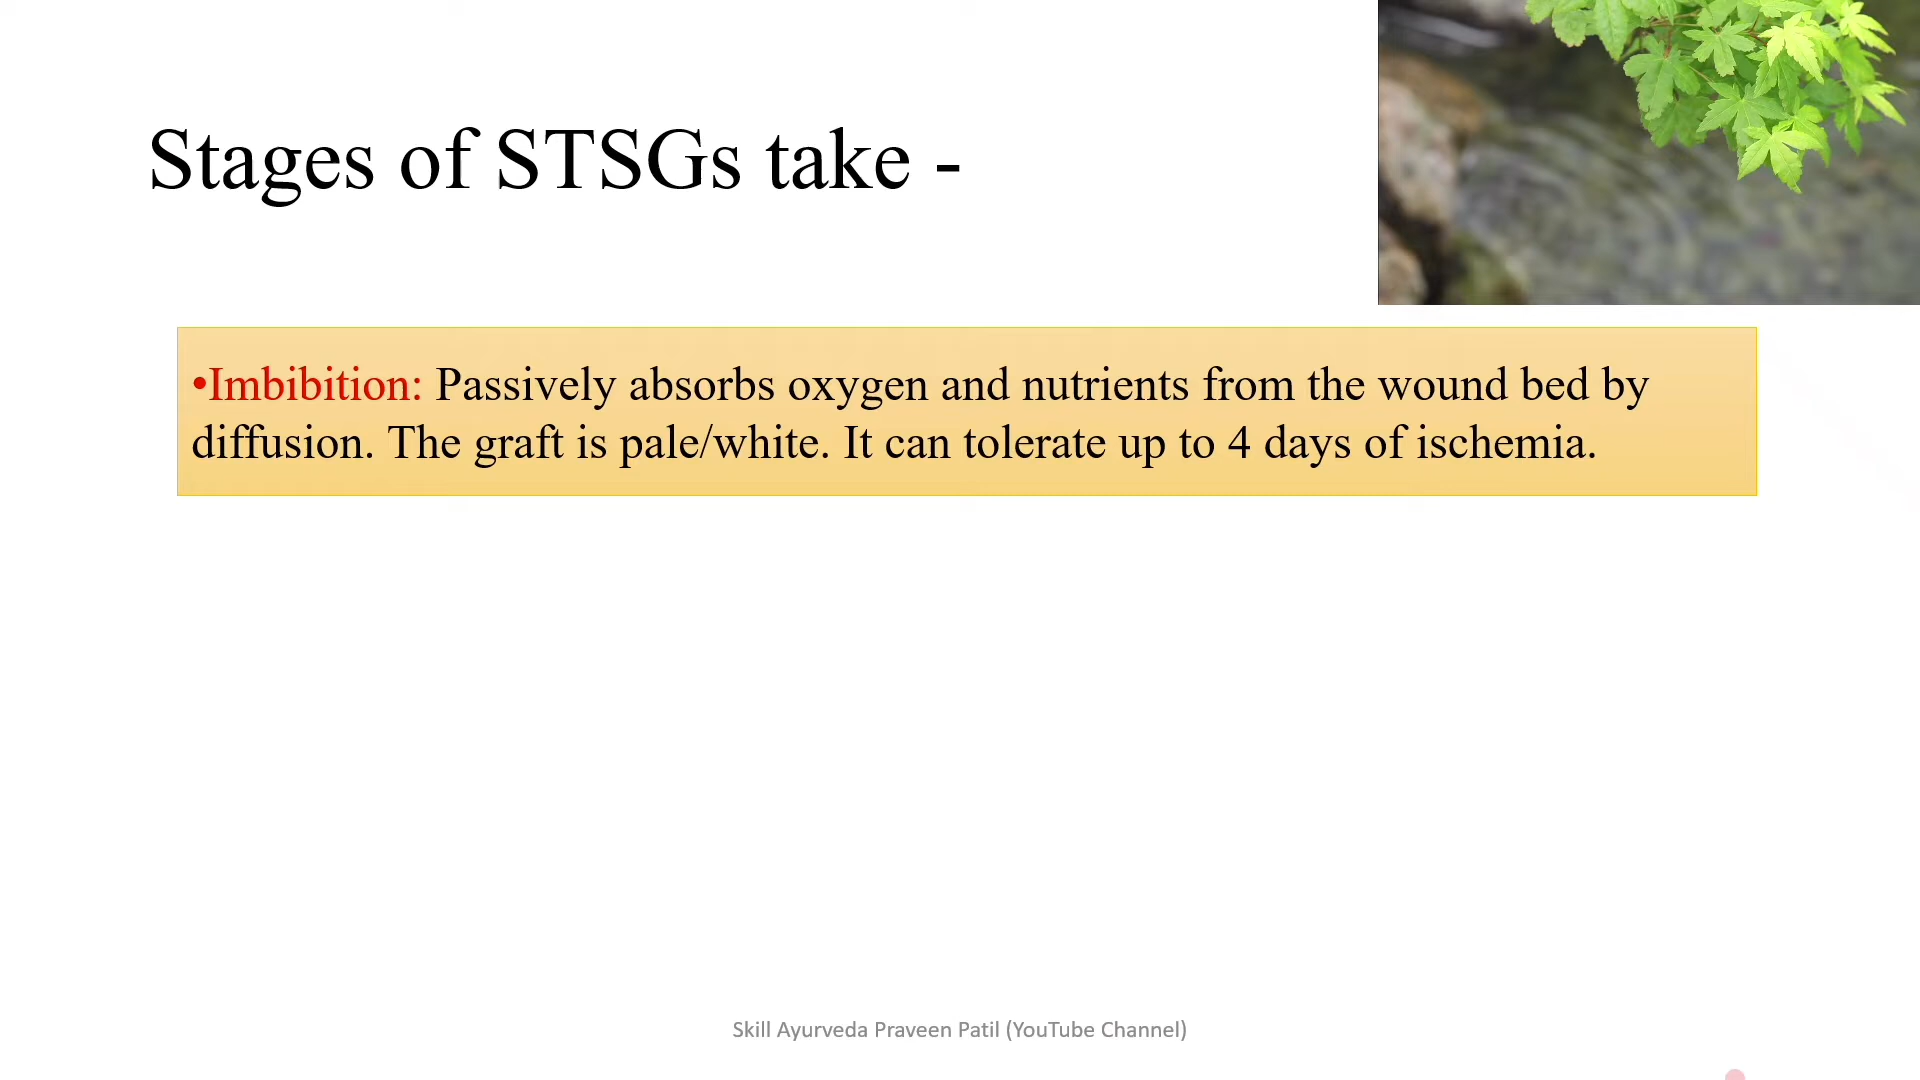 Stages of STSGs take -
•Imbibition: Passively absorbs oxygen and nutrients from the wound bed by
diffusion. The graft is pale/white. It can tolerate up to 4 days of ischemia.
Skill Ayurveda Praveen Patil (YouTube Channel)